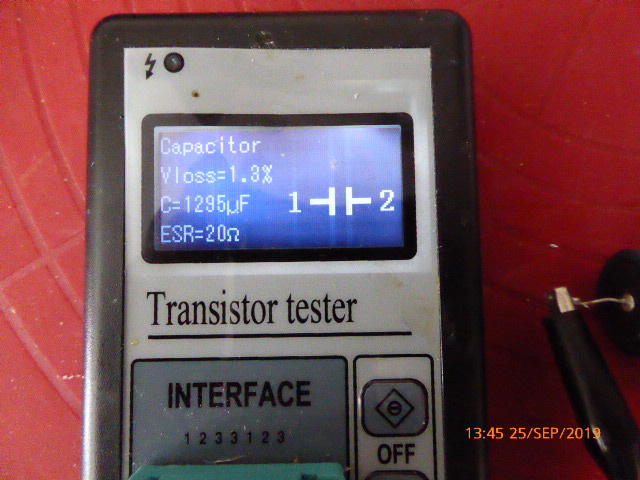 Capacitor
Vloss=1.3%
C=1295µF
1 2
ESR=20Ω
Transistor tester
INTERFACE
1 2 3 3 1 2 3
OFF
13:45 25/SEP/2019